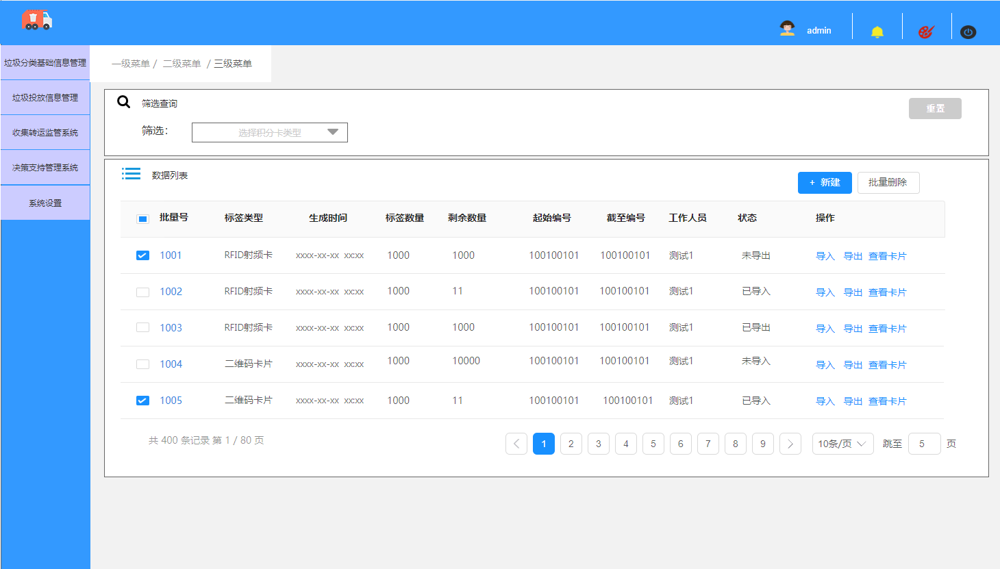 admin
垃圾分类基础信息管理
垃圾投放信息管理
收集转运监管系统
决策支持管理系统
系统设置
一级菜单 / 二级菜单 / 三级菜单
筛选查询
重置
筛选：
选择积分卡类型
数据列表
+ 新建
批量删除
批量号 标签类型 生成时间 标签数量 剩余数量 起始编号 截至编号 工作人员 状态 操作
1001 RFID射频卡 xxxx-xx-xx xx:xx 1000 1000 100100101 100100101 测试1 未导出 导入 导出 查看卡片
1002 RFID射频卡 xxxx-xx-xx xx:xx 1000 11 100100101 100100101 测试1 已导入 导入 导出 查看卡片
1003 RFID射频卡 xxxx-xx-xx xx:xx 1000 1000 100100101 100100101 测试1 已导出 导入 导出 查看卡片
1004 二维码卡片 xxxx-xx-xx xx:xx 1000 10000 100100101 100100101 测试1 未导入 导入 导出 查看卡片
1005 二维码卡片 xxxx-xx-xx xx:xx 1000 11 100100101 100100101 测试1 已导入 导入 导出 查看卡片
共 400 条记录 第 1 / 80 页
1 2 3 4 5 6 7 8 9 10条/页 跳至 5 页